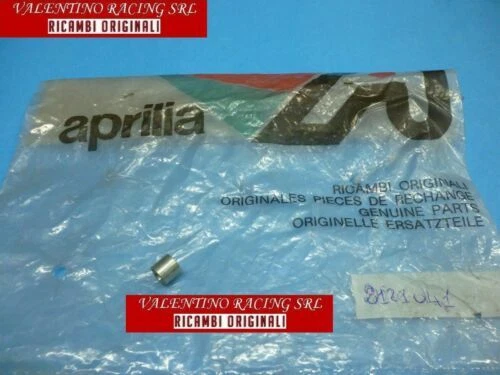 VALENTINO RACING SRL
RICAMBI ORIGINALI
aprilia
RICAMBI ORIGINALI
ORIGINALES PIECES DE RECHANGE
GENUINE PARTS
ORIGINELLE ERSATZTEILE
8121041
VALENTINO RACING SRL
RICAMBI ORIGINALI